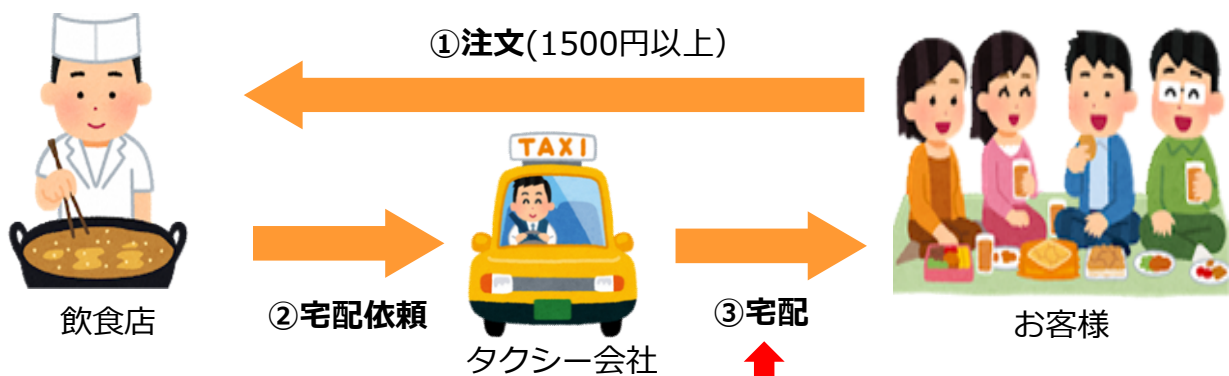 ①注文(1500円以上）
TAXI
飲食店
②宅配依頼
タクシー会社
③宅配
お客様